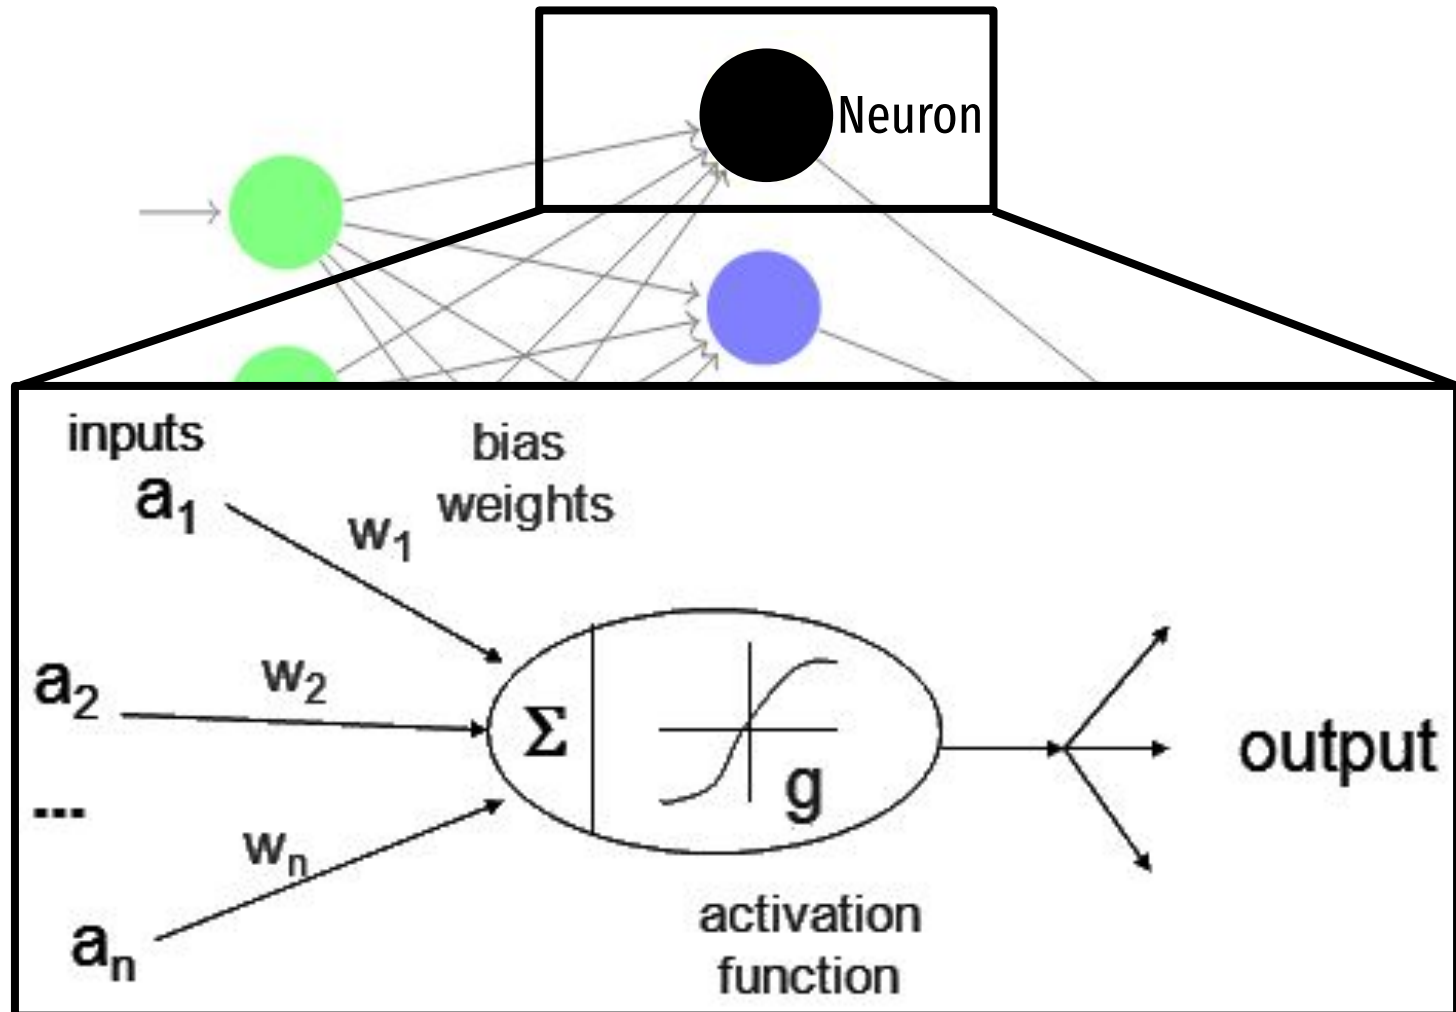 Neuron
inputs
bias
weights
a₁
w₁
a₂
w₂
...
wₙ
aₙ
Σ
g
output
activation
function